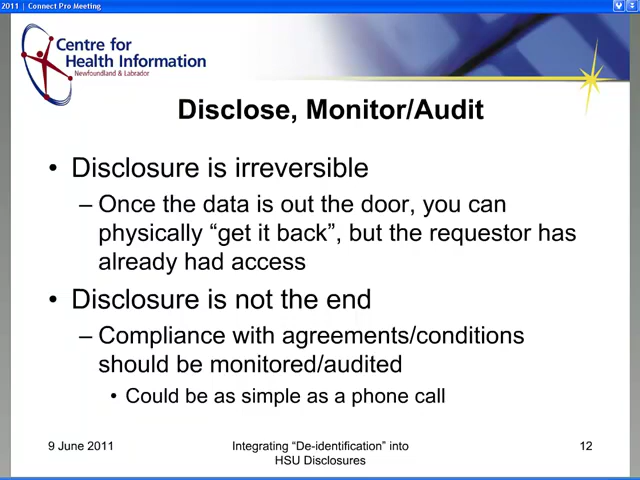 2011 | Connect Pro Meeting
Centre for
Health Information
Newfoundland & Labrador
Disclose, Monitor/Audit
• Disclosure is irreversible
– Once the data is out the door, you can
physically “get it back”, but the requestor has
already had access
• Disclosure is not the end
– Compliance with agreements/conditions
should be monitored/audited
• Could be as simple as a phone call
9 June 2011
Integrating “De-identification” into
HSU Disclosures
12